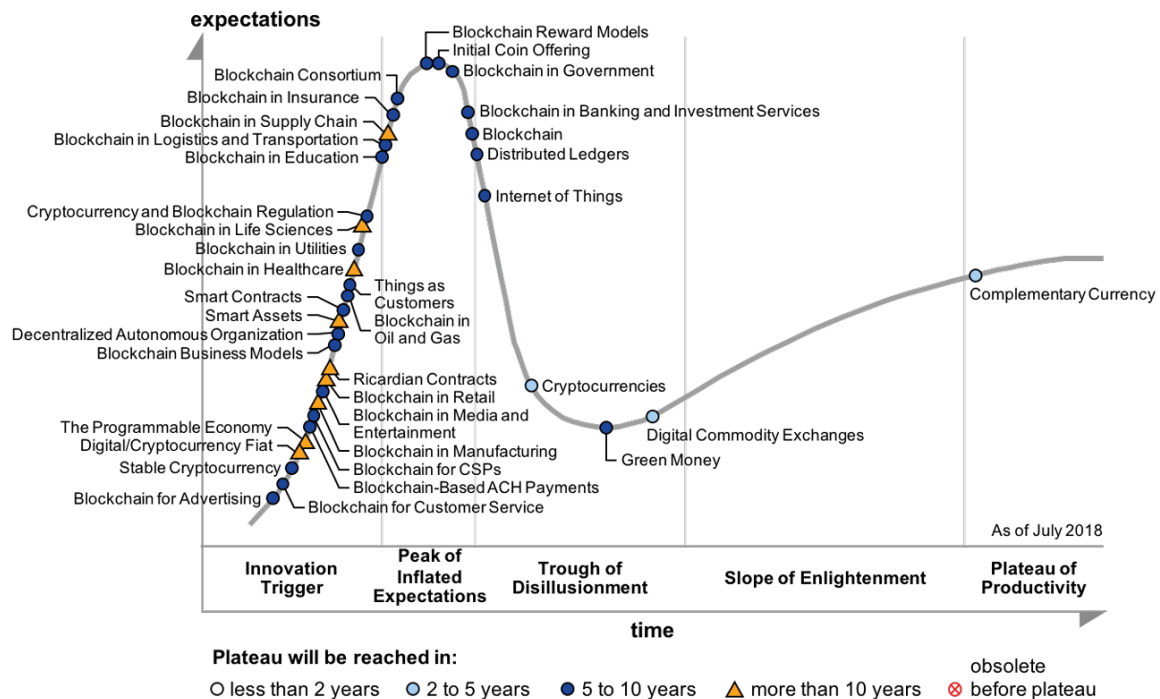 expectations
Blockchain Reward Models
Initial Coin Offering
Blockchain in Government
Blockchain Consortium
Blockchain in Insurance
Blockchain in Supply Chain
Blockchain in Logistics and Transportation
Blockchain in Education
Blockchain in Banking and Investment Services
Blockchain
Distributed Ledgers
Internet of Things
Cryptocurrency and Blockchain Regulation
Blockchain in Life Sciences
Blockchain in Utilities
Blockchain in Healthcare
Things as
Customers
Smart Contracts
Smart Assets
Blockchain in
Oil and Gas
Decentralized Autonomous Organization
Blockchain Business Models
Ricardian Contracts
Blockchain in Retail
Blockchain in Media and
Entertainment
Blockchain in Manufacturing
Blockchain for CSPs
Blockchain-Based ACH Payments
The Programmable Economy
Digital/Cryptocurrency Fiat
Stable Cryptocurrency
Blockchain for Advertising
Blockchain for Customer Service
Cryptocurrencies
Digital Commodity Exchanges
Green Money
Complementary Currency
As of July 2018
Innovation
Trigger
Peak of
Inflated
Expectations
Trough of
Disillusionment
Slope of Enlightenment
Plateau of
Productivity
time
Plateau will be reached in:
less than 2 years
2 to 5 years
5 to 10 years
more than 10 years
obsolete
before plateau